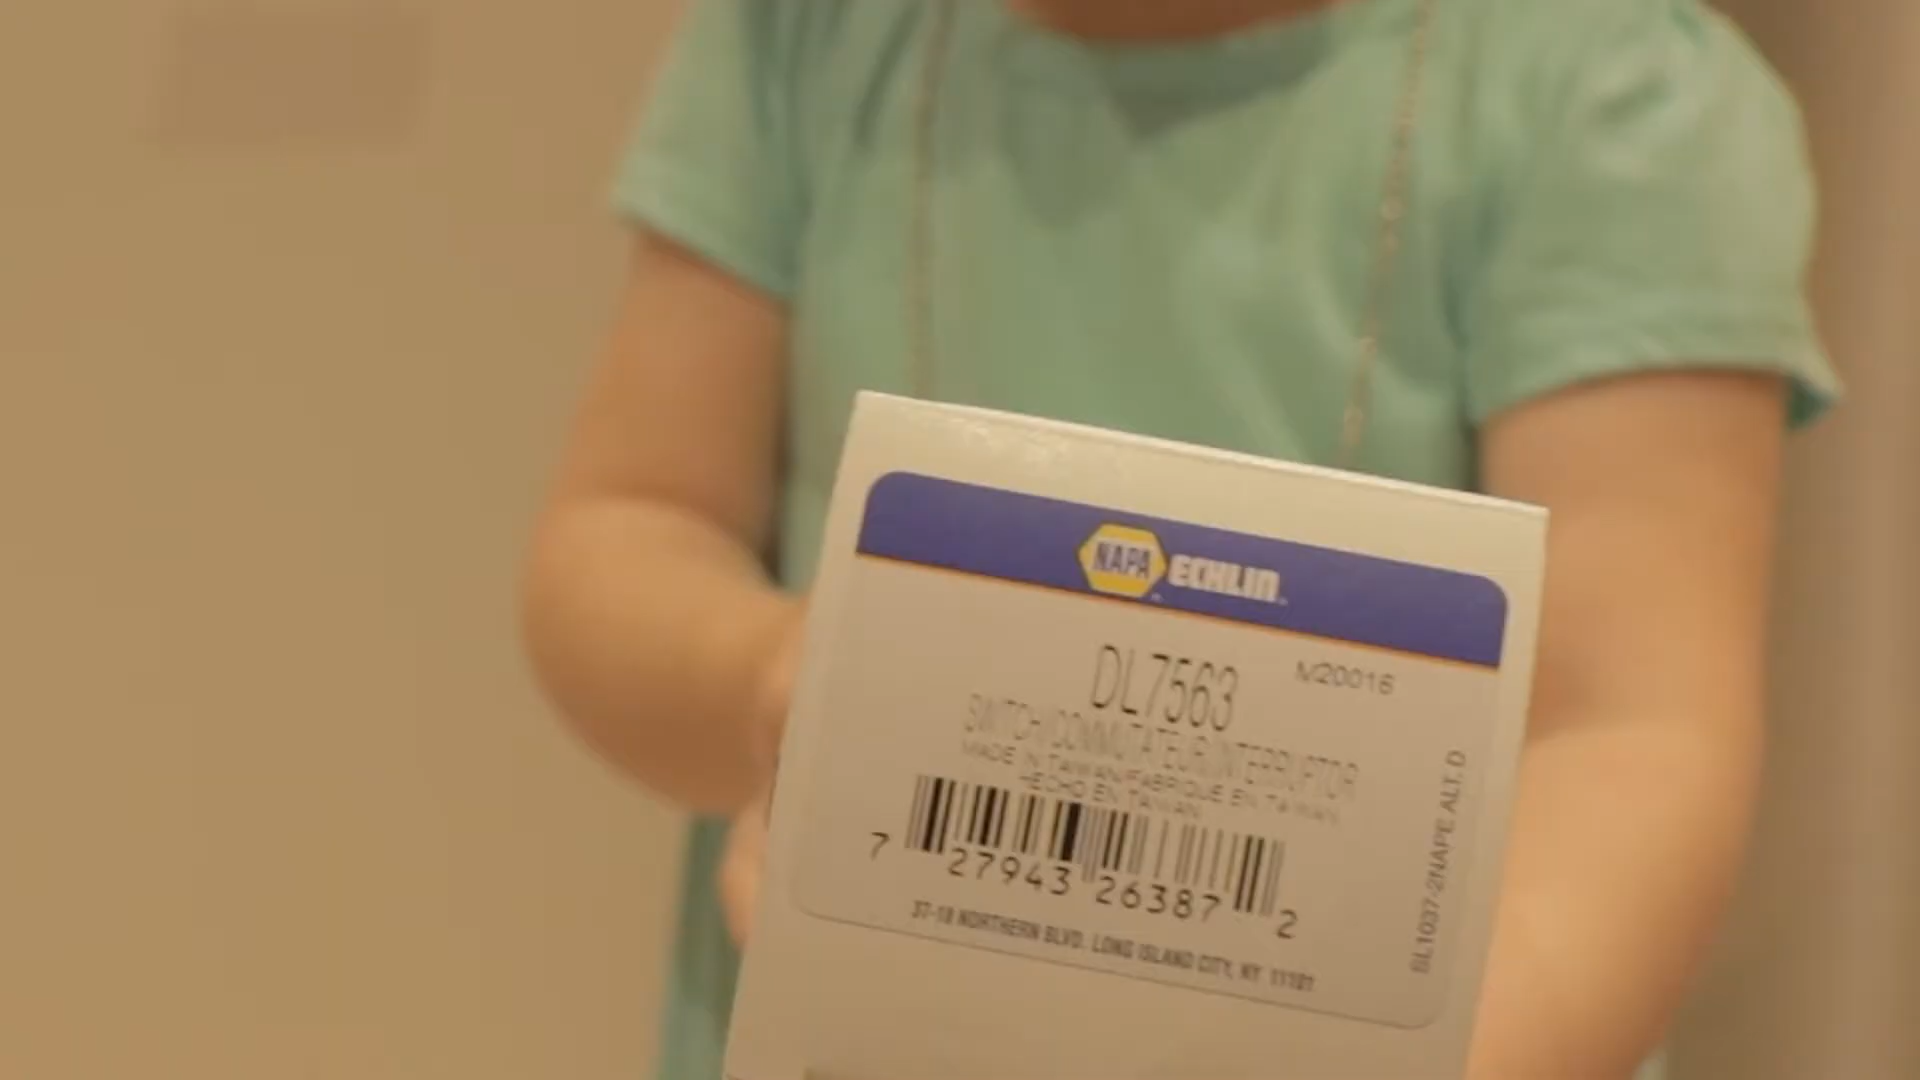 NAPA ECHLIN
DL7563
M20016
SWITCH/COMMUTATEUR/INTERRUPTOR
MADE IN TAIWAN/FABRIQUE EN TAIWAN
HECHO EN TAIWAN
7 27943 26387 2
37-18 NORTHERN BLVD. LONG ISLAND CITY, NY 11101
SL1037-2NAPE ALT. D